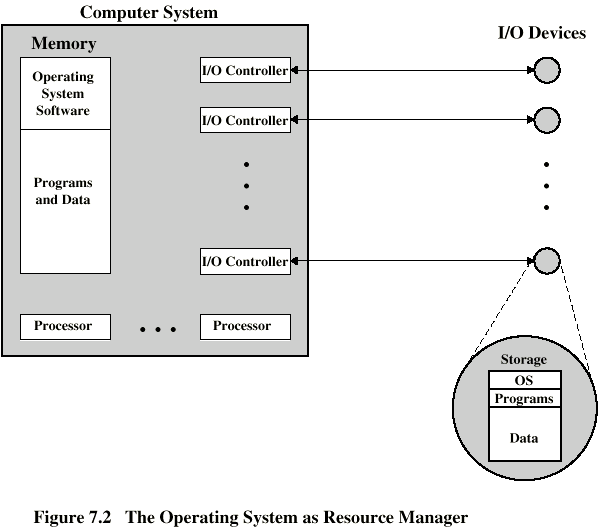 Computer System
I/O Devices
Memory
Operating
System
Software
Programs
and Data
I/O Controller
I/O Controller
I/O Controller
Processor
Processor
Storage
OS
Programs
Data
Figure 7.2 The Operating System as Resource Manager